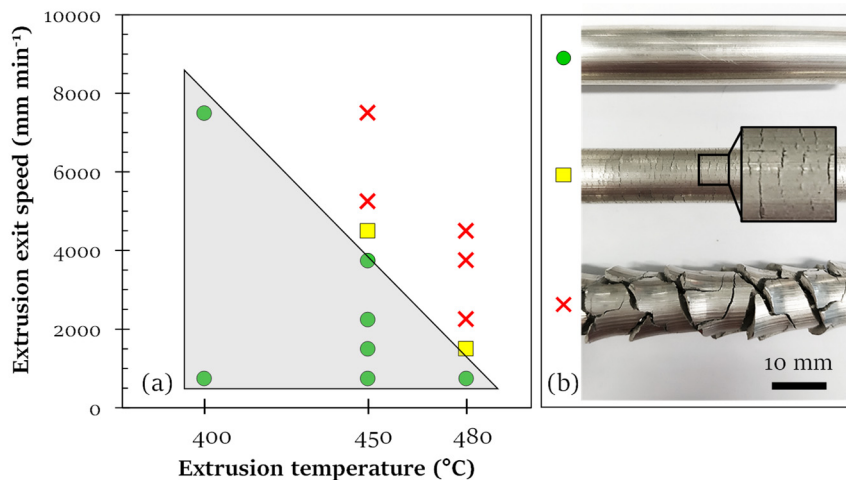 10000
8000
6000
4000
2000
0
Extrusion exit speed (mm min⁻¹)
(a)
400
450
480
Extrusion temperature (°C)
(b)
10 mm